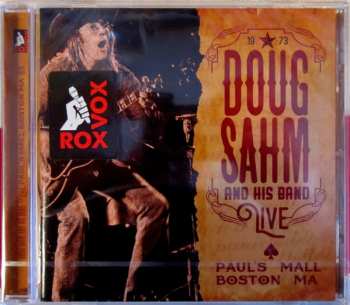 19 73
DOUG
SAHM
AND HIS BAND
LIVE
PAUL'S MALL
BOSTON MA
ROX
VOX